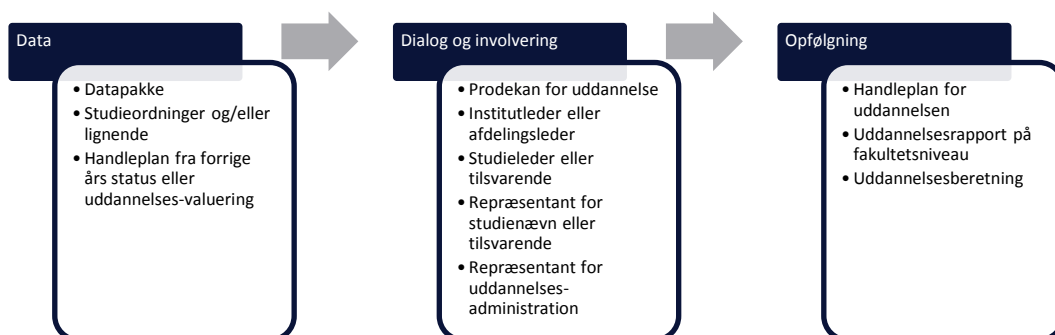 Data
• Datapakke
• Studieordninger og/eller
lignende
• Handleplan fra forrige
års status eller
uddannelses-valuering
Dialog og involvering
• Prodekan for uddannelse
• Institutleder eller
afdelingsleder
• Studieleder eller
tilsvarende
• Repræsentant for
studienævn eller
tilsvarende
• Repræsentant for
uddannelses-
administration
Opfølgning
• Handleplan for
uddannelsen
• Uddannelsesrapport på
fakultetsniveau
• Uddannelsesberetning